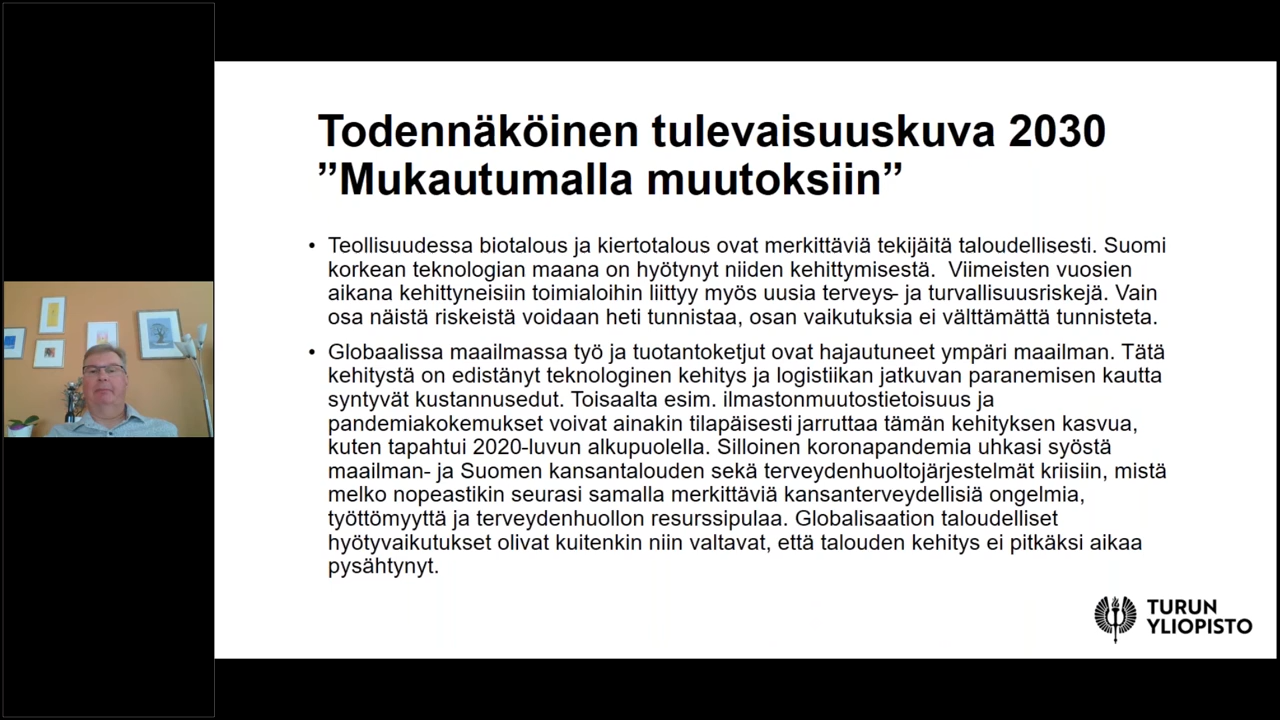 Todennäköinen tulevaisuuskuva 2030
”Mukautumalla muutoksiin”
• Teollisuudessa biotalous ja kiertotalous ovat merkittäviä tekijäitä taloudellisesti. Suomi
korkean teknologian maana on hyötynyt niiden kehittymisestä.  Viimeisten vuosien
aikana kehittyneisiin toimialoihin liittyy myös uusia terveys- ja turvallisuusriskejä. Vain
osa näistä riskeistä voidaan heti tunnistaa, osan vaikutuksia ei välttämättä tunnisteta.
• Globaalissa maailmassa työ ja tuotantoketjut ovat hajautuneet ympäri maailman. Tätä
kehitystä on edistänyt teknologinen kehitys ja logistiikan jatkuvan paranemisen kautta
syntyvät kustannusedut. Toisaalta esim. ilmastonmuutostietoisuus ja
pandemiakokemukset voivat ainakin tilapäisesti jarruttaa tämän kehityksen kasvua,
kuten tapahtui 2020-luvun alkupuolella. Silloinen koronapandemia uhkasi syöstä
maailman- ja Suomen kansantalouden sekä terveydenhuoltojärjestelmät kriisiin, mistä
melko nopeastikin seurasi samalla merkittäviä kansanterveydellisiä ongelmia,
työttömyyttä ja terveydenhuollon resurssipulaa. Globalisaation taloudelliset
hyötyvaikutukset olivat kuitenkin niin valtavat, että talouden kehitys ei pitkäksi aikaa
pysähtynyt.
TURUN
YLIOPISTO